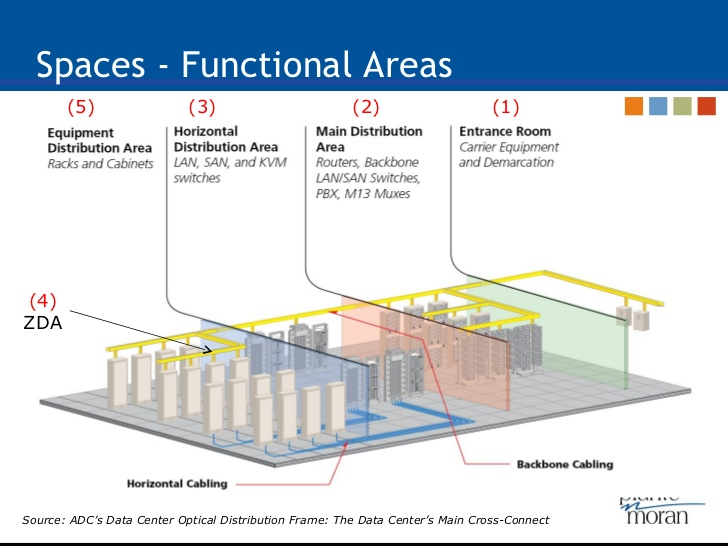 Spaces - Functional Areas
(5)
Equipment
Distribution Area
Racks and Cabinets
(3)
Horizontal
Distribution Area
LAN, SAN, and KVM
switches
(2)
Main Distribution
Area
Routers, Backbone
LAN/SAN Switches,
PBX, M13 Muxes
(1)
Entrance Room
Carrier Equipment
and Demarcation
(4)
ZDA
Backbone Cabling
Horizontal Cabling
moran
Source: ADC's Data Center Optical Distribution Frame: The Data Center's Main Cross-Connect